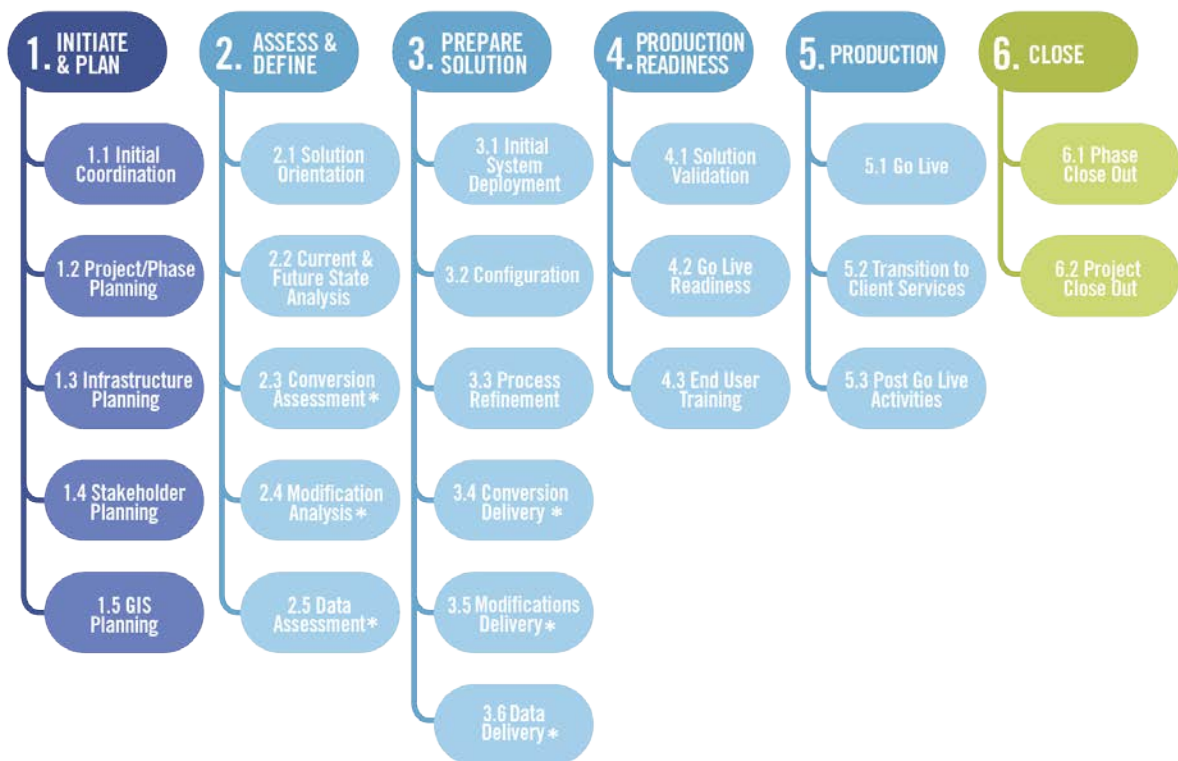 1. INITIATE
& PLAN
1.1 Initial
Coordination
1.2 Project/Phase
Planning
1.3 Infrastructure
Planning
1.4 Stakeholder
Planning
1.5 GIS
Planning
2. ASSESS &
DEFINE
2.1 Solution
Orientation
2.2 Current &
Future State
Analysis
2.3 Conversion
Assessment*
2.4 Modification
Analysis*
2.5 Data
Assessment*
3. PREPARE
SOLUTION
3.1 Initial
System
Deployment
3.2 Configuration
3.3 Process
Refinement
3.4 Conversion
Delivery *
3.5 Modifications
Delivery*
3.6 Data
Delivery*
4. PRODUCTION
READINESS
4.1 Solution
Validation
4.2 Go Live
Readiness
4.3 End User
Training
5. PRODUCTION
5.1 Go Live
5.2 Transition to
Client Services
5.3 Post Go Live
Activities
6. CLOSE
6.1 Phase
Close Out
6.2 Project
Close Out